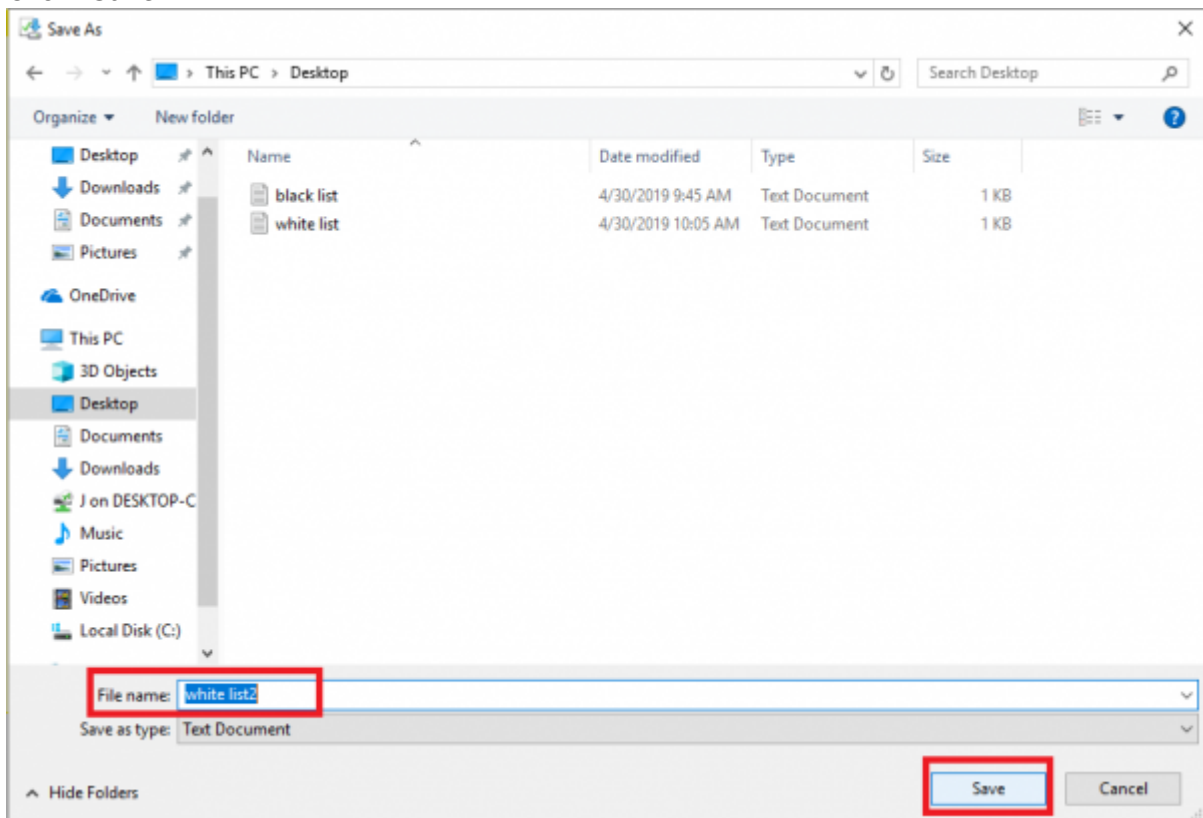 Save As
This PC > Desktop
Search Desktop
Organize
New folder
Name
Date modified
Type
Size
black list
4/30/2019 9:45 AM
Text Document
1 KB
white list
4/30/2019 10:05 AM
Text Document
1 KB
Desktop
Downloads
Documents
Pictures
OneDrive
This PC
3D Objects
Desktop
Documents
Downloads
J on DESKTOP-C
Music
Pictures
Videos
Local Disk (C:)
File name: white list2
Save as type: Text Document
Hide Folders
Save
Cancel